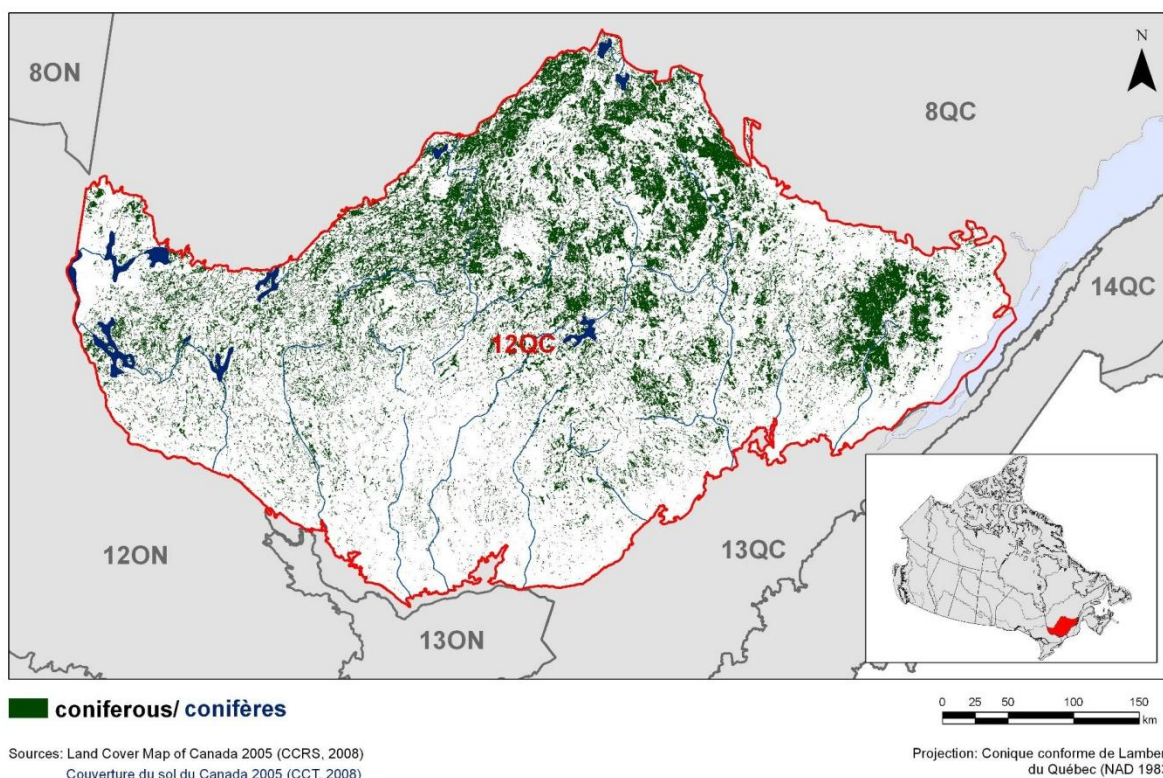 8ON
N
8QC
14QC
12QC
12ON
13QC
13ON
coniferous/ conifères
0 25 50 100 150
km
Sources: Land Cover Map of Canada 2005 (CCRS, 2008)
Couverture du sol du Canada 2005 (CCT, 2008)
Projection: Conique conforme de Lamber
du Québec (NAD 1983